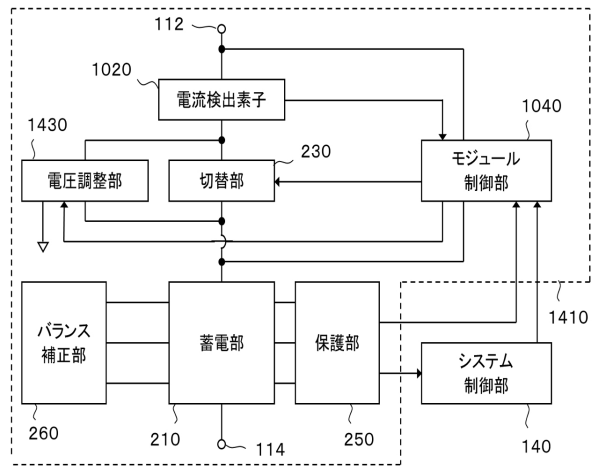 112
1020
電流検出素子
1040
1430
230
モジュール
制御部
電圧調整部
切替部
バランス
補正部
蓄電部
保護部
1410
システム
制御部
260
210
114
250
140